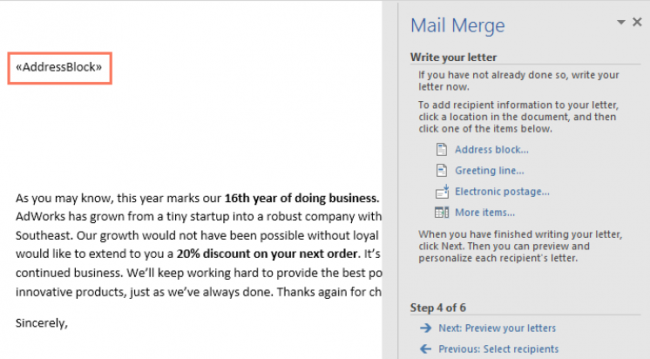 «AddressBlock»
As you may know, this year marks our 16th year of doing business.
AdWorks has grown from a tiny startup into a robust company with
Southeast. Our growth would not have been possible without loyal
would like to extend to you a 20% discount on your next order. It's
continued business. We'll keep working hard to provide the best po
innovative products, just as we've always done. Thanks again for ch
Sincerely,
Mail Merge
Write your letter
If you have not already done so, write your
letter now.
To add recipient information to your letter,
click a location in the document, and then
click one of the items below.
Address block...
Greeting line...
Electronic postage...
More items...
When you have finished writing your letter,
click Next. Then you can preview and
personalize each recipient's letter.
Step 4 of 6
Next: Preview your letters
Previous: Select recipients